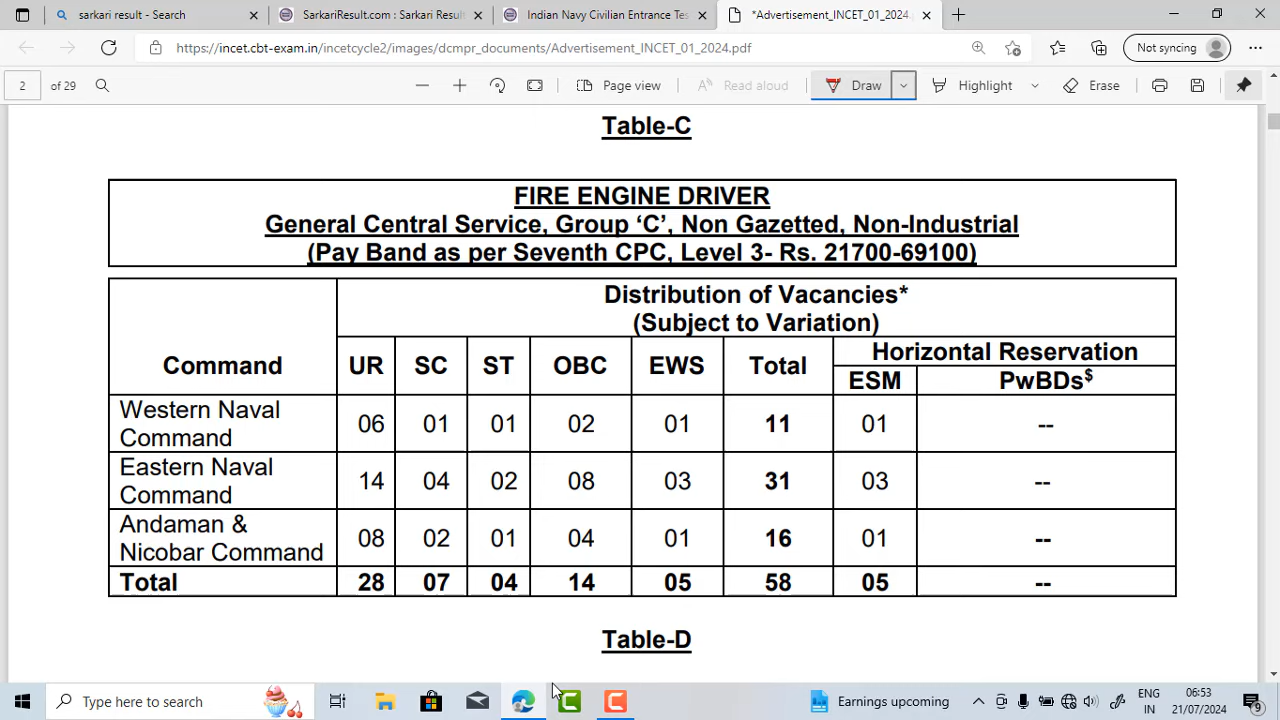 sarkari result - Search
SarkariResult.com : Sarkari Result
Indian Navy Civilian Entrance Tes
*Advertisement_INCET_01_2024.
https://incet.cbt-exam.in/incetcycle2/images/dcmpr_documents/Advertisement_INCET_01_2024.pdf
Not syncing
2 of 29
Page view
Read aloud
Draw
Highlight
Erase
Table-C
FIRE ENGINE DRIVER
General Central Service, Group ‘C’, Non Gazetted, Non-Industrial
(Pay Band as per Seventh CPC, Level 3- Rs. 21700-69100)
Distribution of Vacancies*
(Subject to Variation)
Command UR SC ST OBC EWS Total Horizontal Reservation
ESM PwBDs$
Western Naval
Command 06 01 01 02 01 11 01 --
Eastern Naval
Command 14 04 02 08 03 31 03 --
Andaman &
Nicobar Command 08 02 01 04 01 16 01 --
Total 28 07 04 14 05 58 05 --
Table-D
Type here to search
Earnings upcoming
ENG
IN
06:53
21/07/2024
9